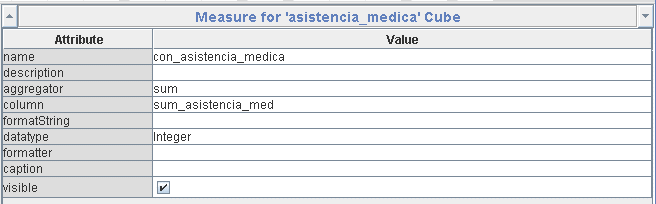 Measure for 'asistencia_medica' Cube
Attribute Value
name con_asistencia_medica
description
aggregator sum
column sum_asistencia_med
formatString
datatype Integer
formatter
caption
visible